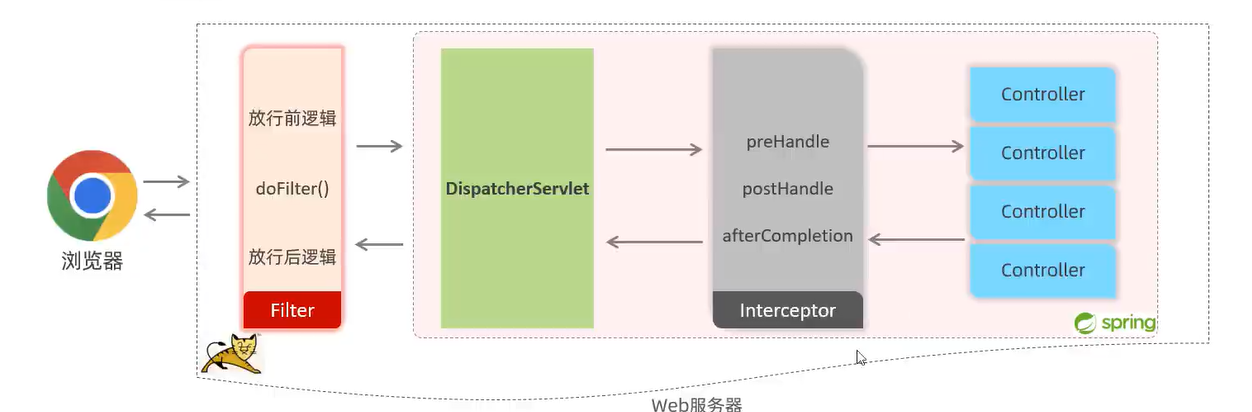 浏览器
放行前逻辑
doFilter()
放行后逻辑
Filter
DispatcherServlet
preHandle
postHandle
afterCompletion
Interceptor
Controller
Controller
Controller
Controller
spring
Web服务器